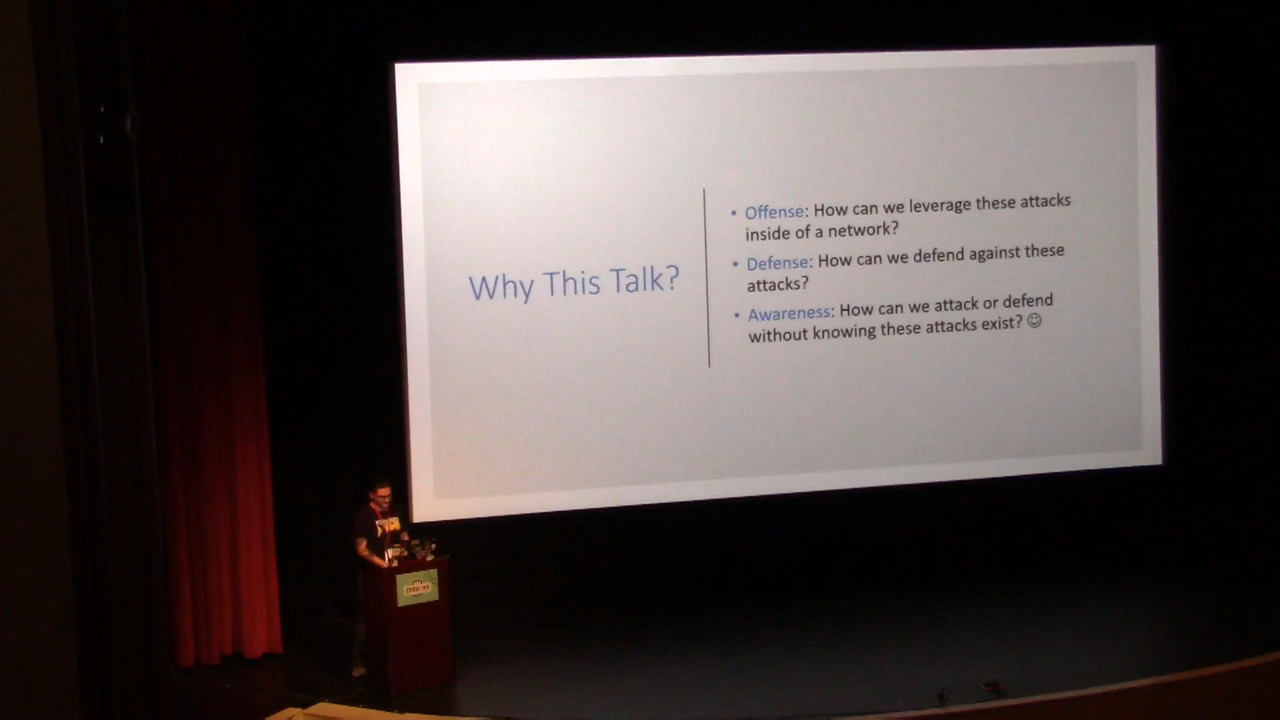 Why This Talk?
• Offense: How can we leverage these attacks
inside of a network?
• Defense: How can we defend against these
attacks?
• Awareness: How can we attack or defend
without knowing these attacks exist? ☺